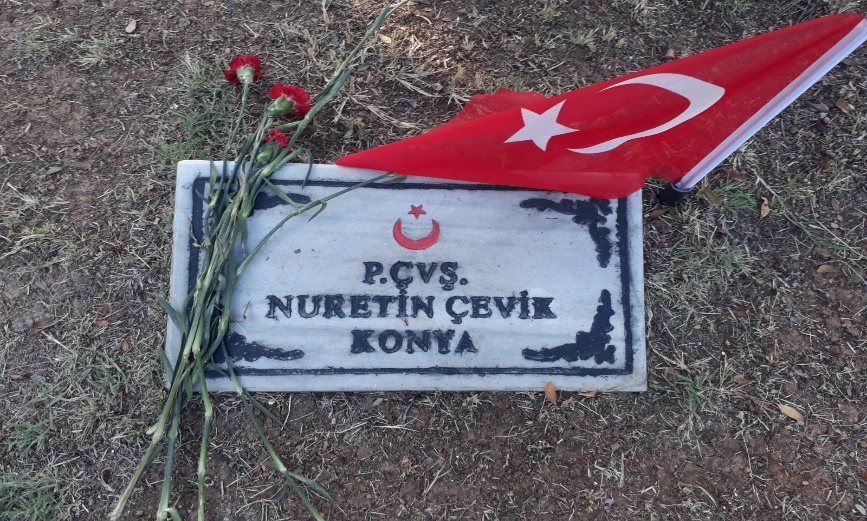 P.ÇVŞ.
NURETİN ÇEVİK
KONYA